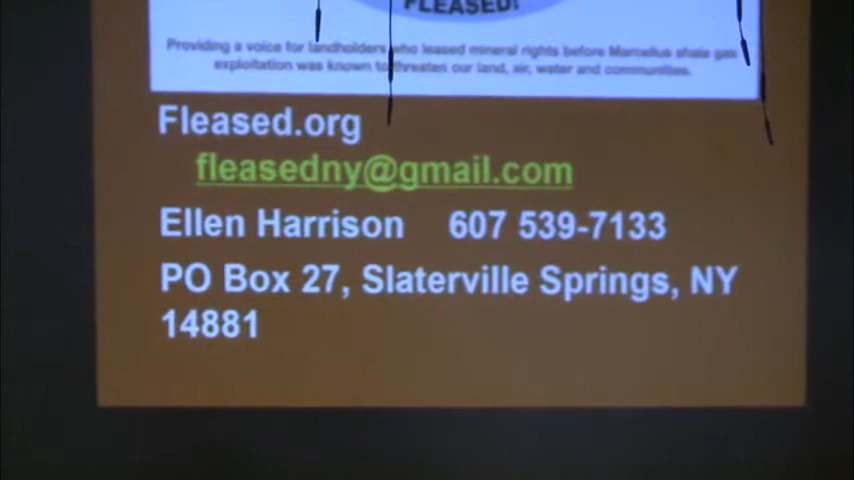 FLEASED!
Providing a voice for landholders who leased mineral rights before Marcellus shale gas
exploitation was known to threaten our land, air, water and communities.
Fleased.org
fleasedny@gmail.com
Ellen Harrison 607 539-7133
PO Box 27, Slaterville Springs, NY
14881